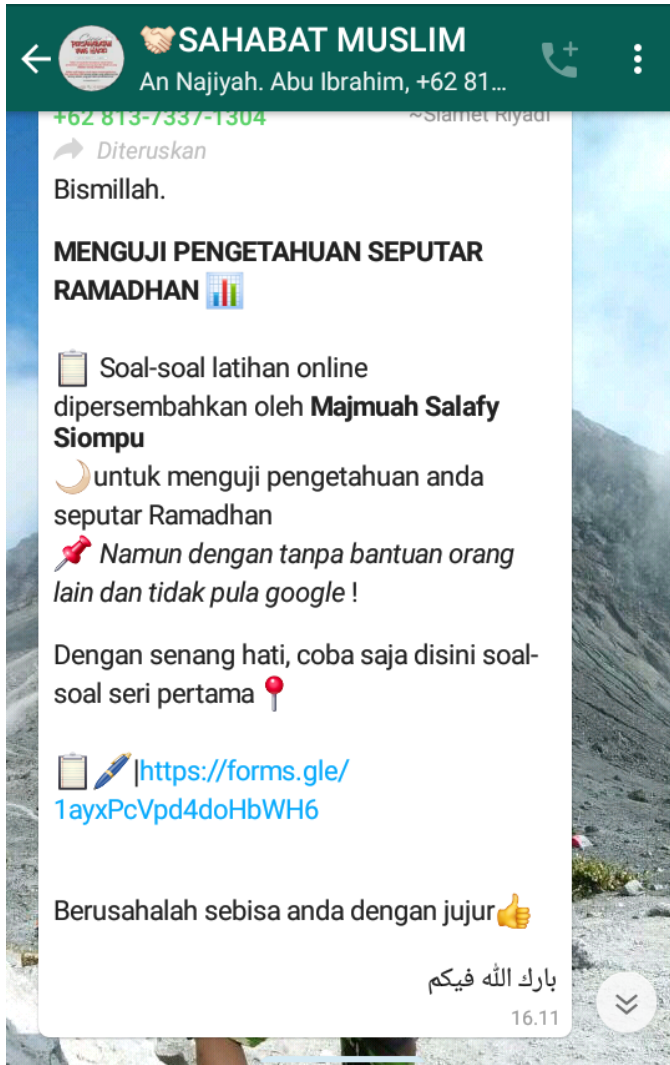 SAHABAT MUSLIM
An Najiyah. Abu Ibrahim, +62 81...
+62 813-7337-1304 ~Slamet Riyadi
Diteruskan
Bismillah.
MENGUJI PENGETAHUAN SEPUTAR
RAMADHAN 📊
📋 Soal-soal latihan online
dipersembahkan oleh Majmuah Salafy
Siompu
🌙untuk menguji pengetahuan anda
seputar Ramadhan
📌 Namun dengan tanpa bantuan orang
lain dan tidak pula google !
Dengan senang hati, coba saja disini soal-
soal seri pertama📍
📋🖊|https://forms.gle/
1ayxPcVpd4doHbWH6
Berusahalah sebisa anda dengan jujur👍
بارك الله فيكم
16.11